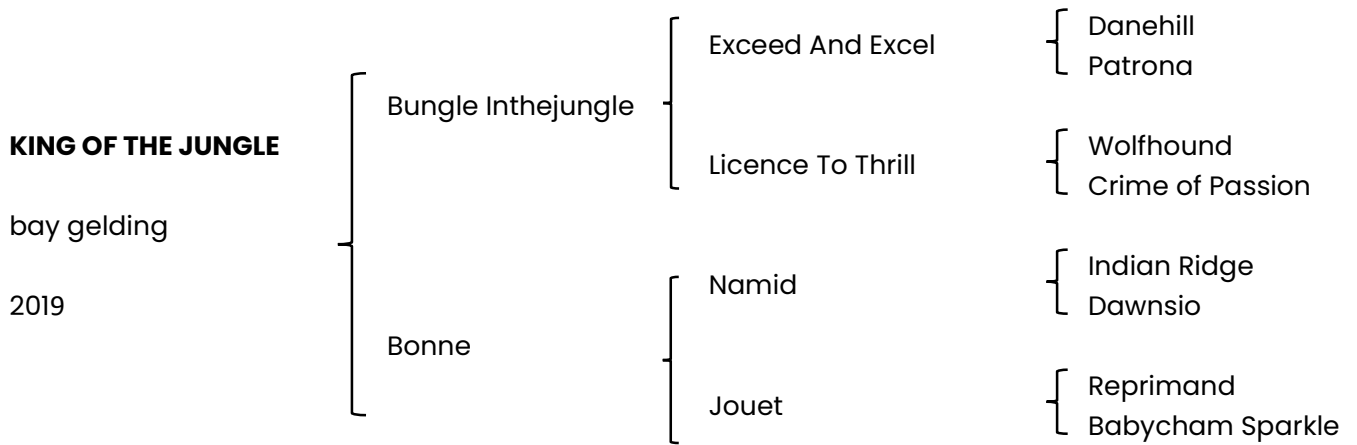 KING OF THE JUNGLE
bay gelding
2019
Bungle Inthejungle
Bonne
Exceed And Excel
Licence To Thrill
Namid
Jouet
Danehill
Patrona
Wolfhound
Crime of Passion
Indian Ridge
Dawnsio
Reprimand
Babycham Sparkle